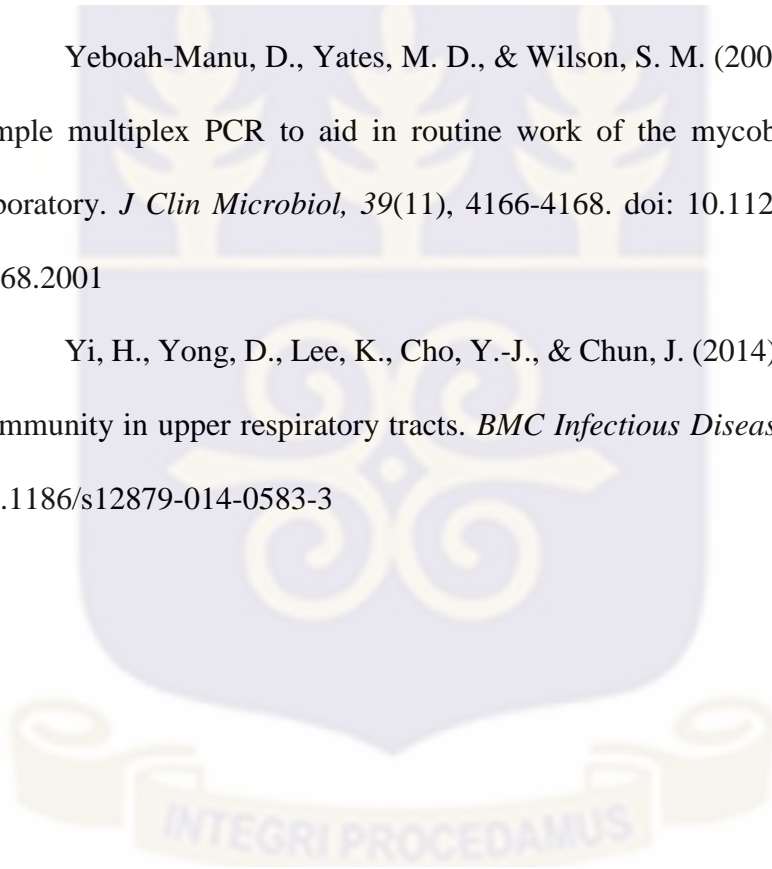 Yeboah-Manu, D., Yates, M. D., & Wilson, S. M. (200
mple multiplex PCR to aid in routine work of the mycob
boratory. J Clin Microbiol, 39(11), 4166-4168. doi: 10.112
68.2001
Yi, H., Yong, D., Lee, K., Cho, Y.-J., & Chun, J. (2014)
mmunity in upper respiratory tracts. BMC Infectious Diseas
.1186/s12879-014-0583-3
INTEGRI PROCEDAMUS